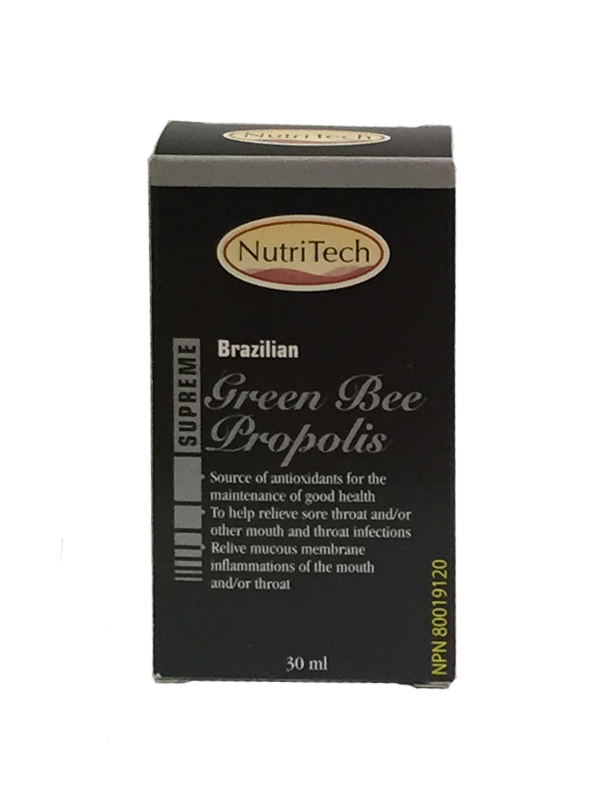 NutriTech
NutriTech
Brazilian
SUPREME
Green Bee
Propolis
• Source of antioxidants for the
maintenance of good health
• To help relieve sore throat and/or
other mouth and throat infections
• Relive mucous membrane
inflammations of the mouth
and/or throat
30 ml
NPN 80019120